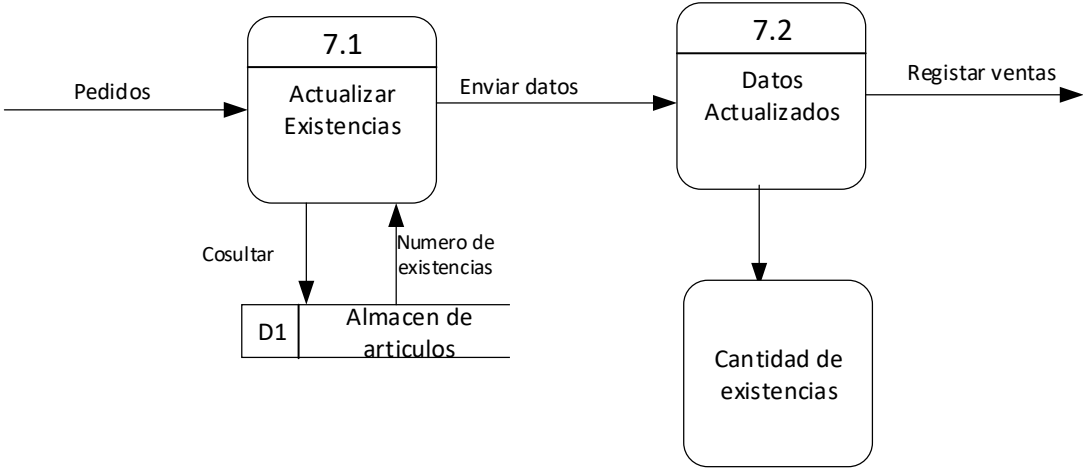 7.1
7.2
Pedidos
Actualizar
Existencias
Enviar datos
Datos
Actualizados
Registar ventas
Cosultar
Numero de
existencias
D1
Almacen de
articulos
Cantidad de
existencias